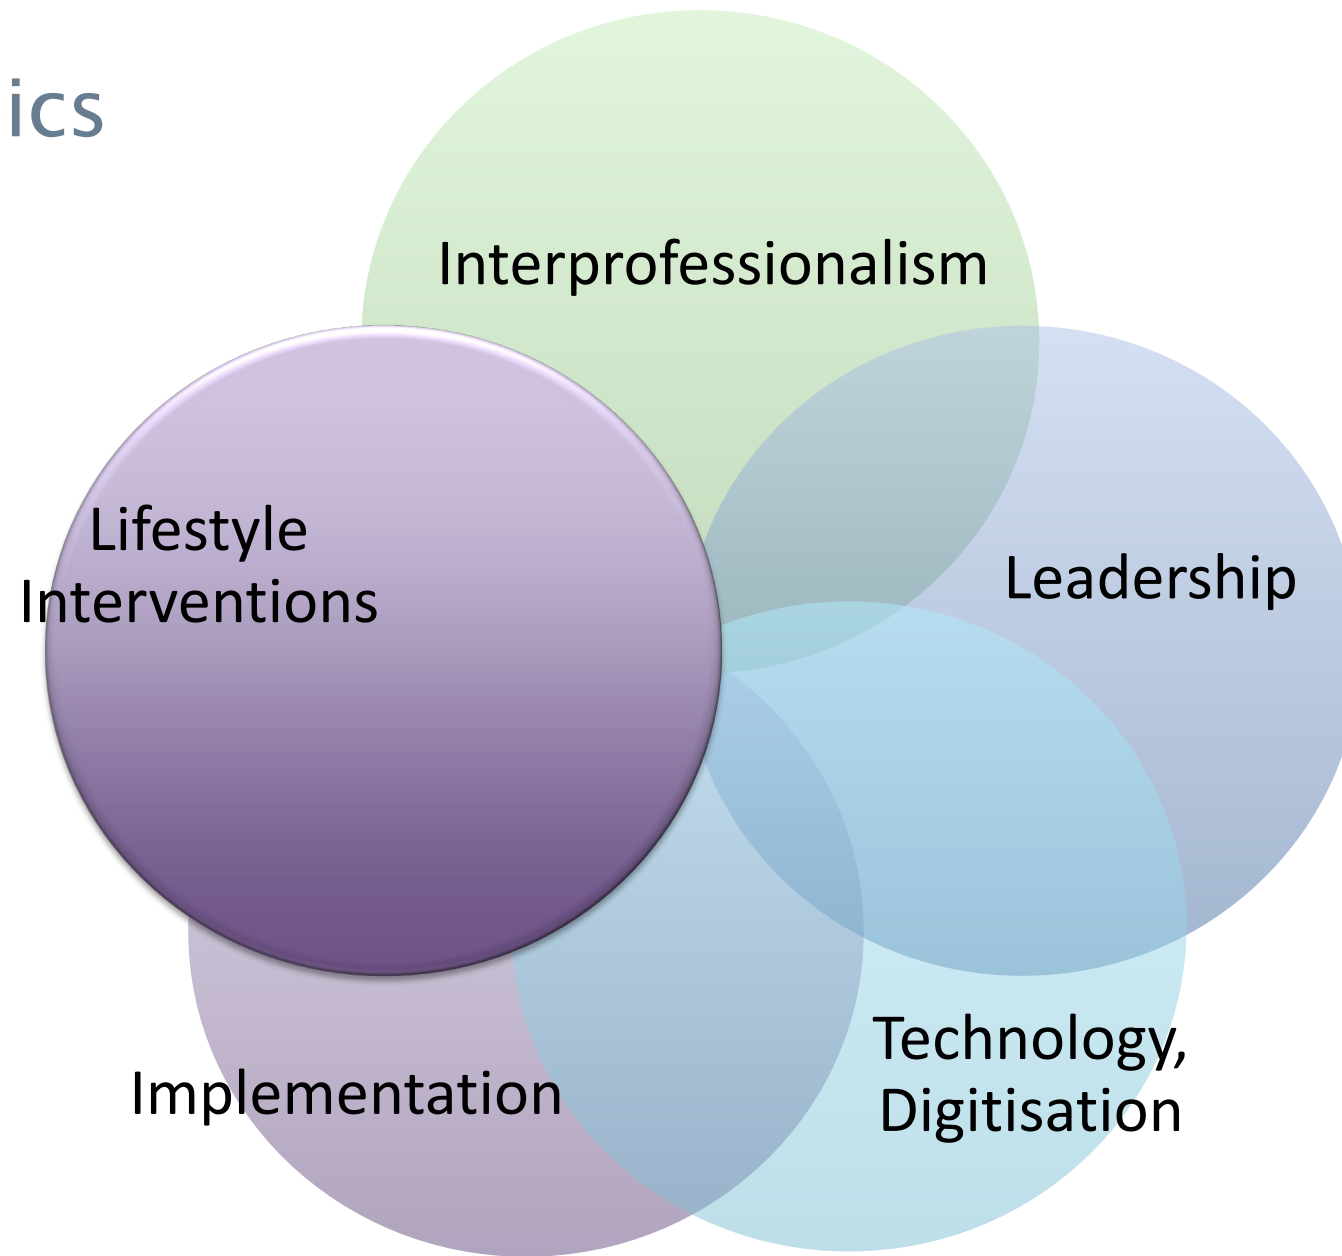 ics
Interprofessionalism
Lifestyle
Interventions
Leadership
Technology,
Digitisation
Implementation